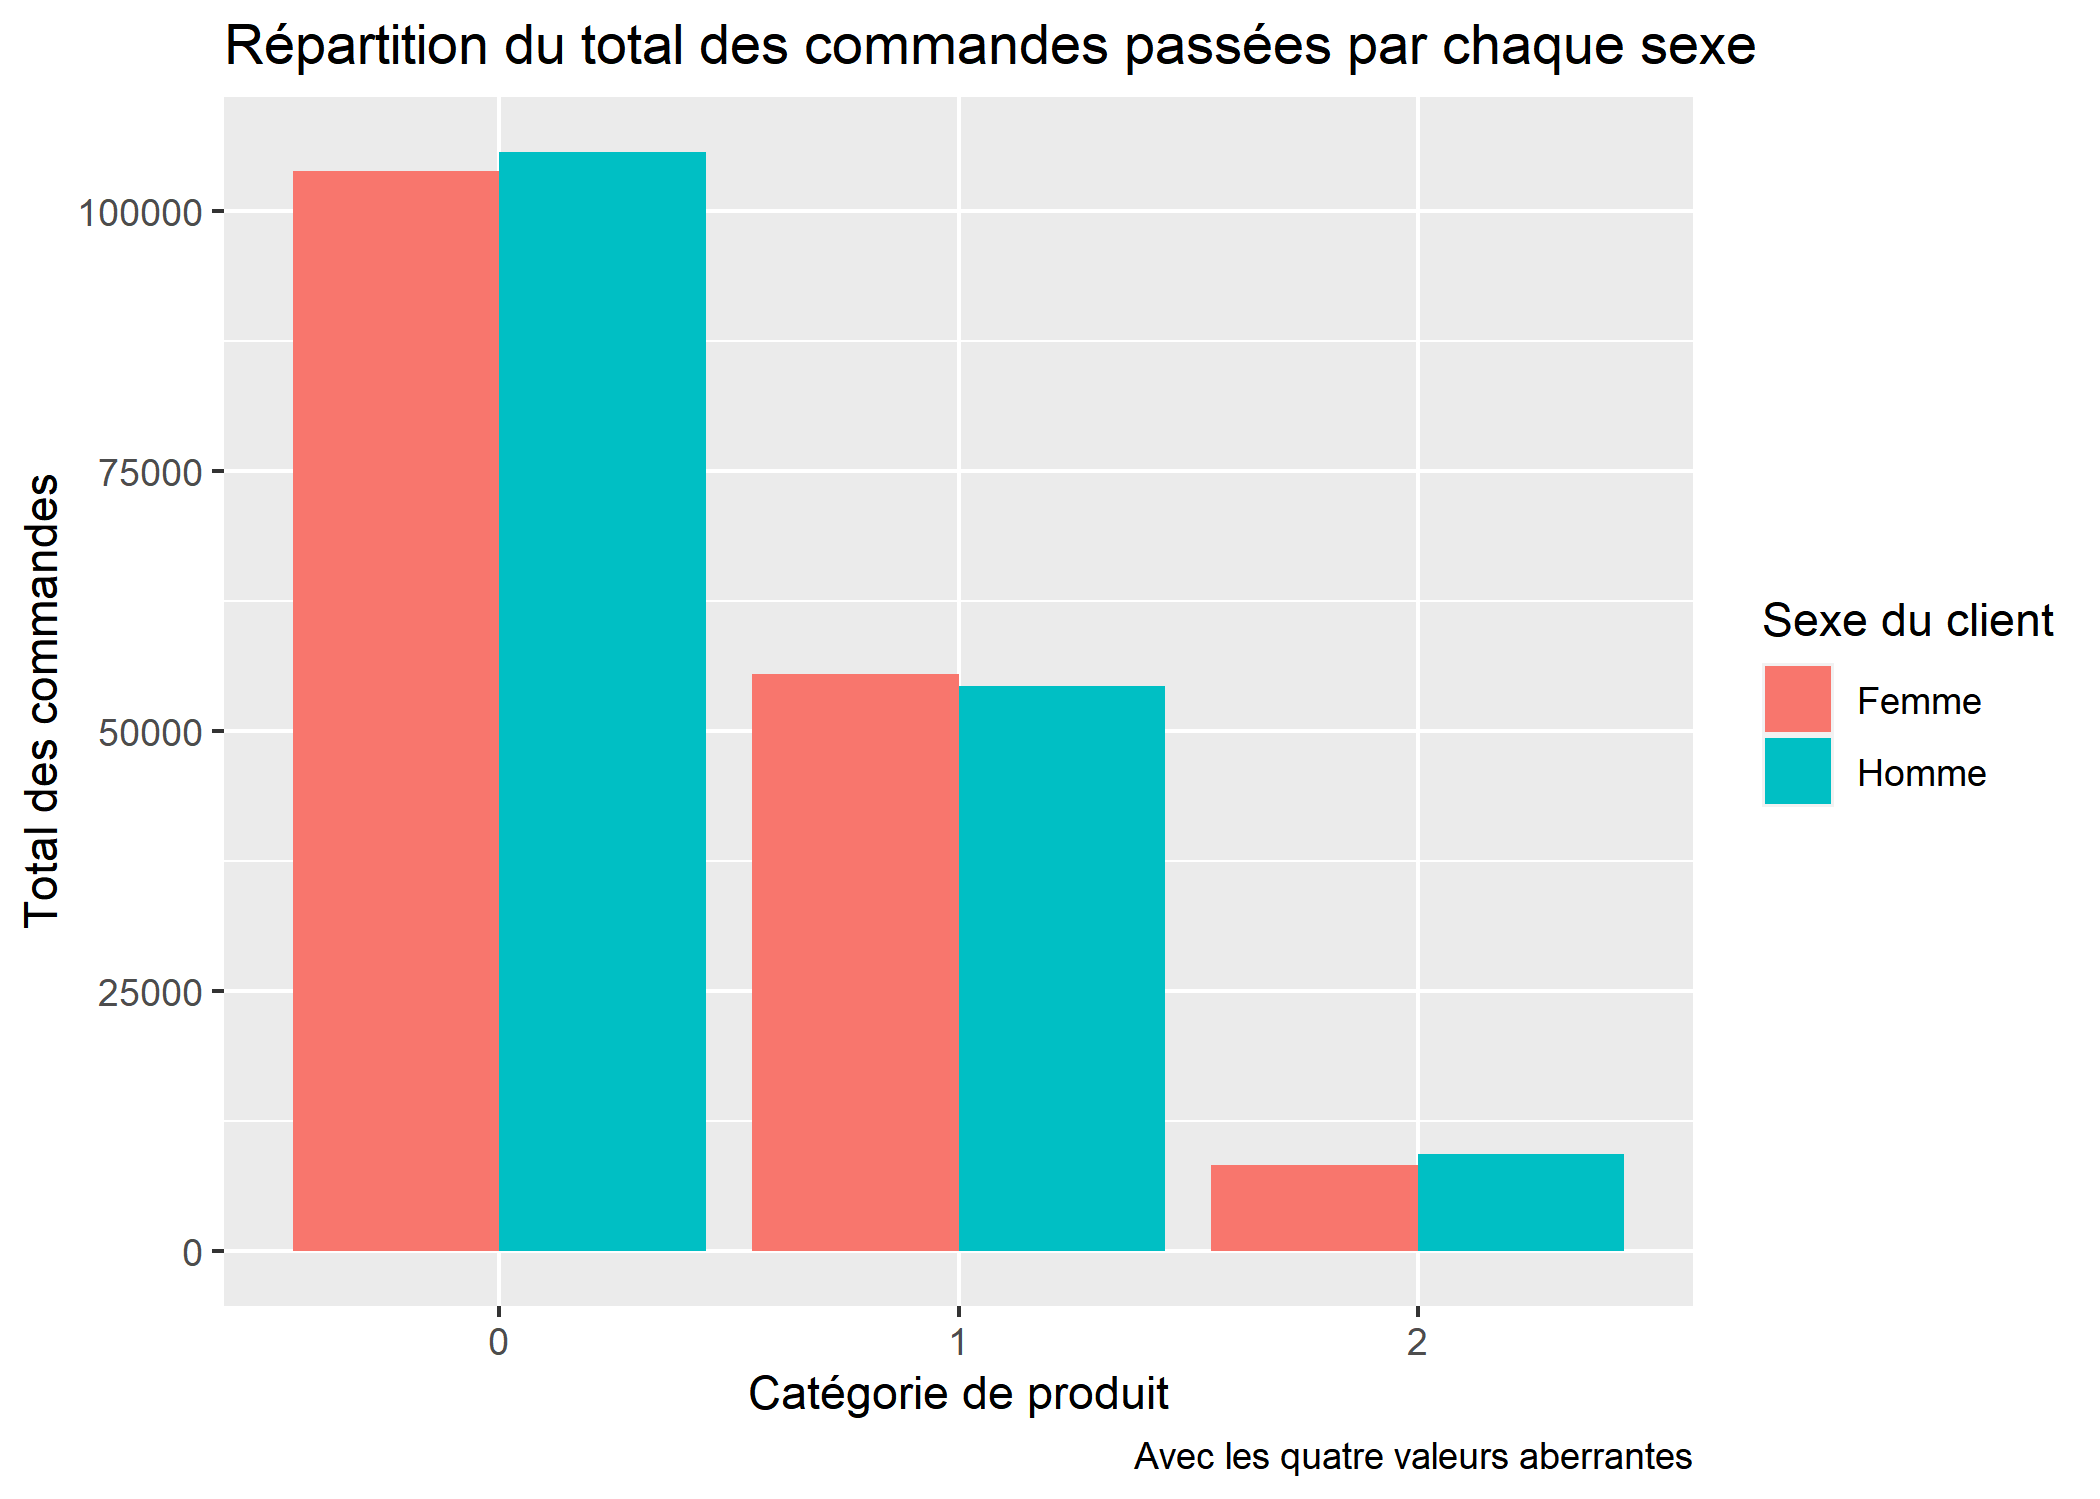 Répartition du total des commandes passées par chaque sexe
Total des commandes
100000
75000
50000
25000
0
0 1 2
Catégorie de produit
Sexe du client
Femme
Homme
Avec les quatre valeurs aberrantes